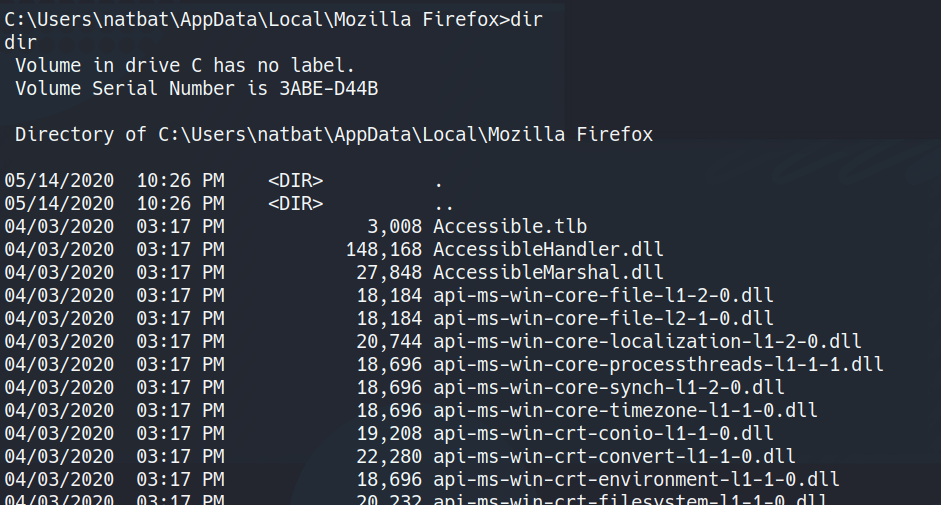 C:\Users\natbat\AppData\Local\Mozilla Firefox>dir
dir
 Volume in drive C has no label.
 Volume Serial Number is 3ABE-D44B

 Directory of C:\Users\natbat\AppData\Local\Mozilla Firefox

05/14/2020  10:26 PM    <DIR>          .
05/14/2020  10:26 PM    <DIR>          ..
04/03/2020  03:17 PM             3,008 Accessible.tlb
04/03/2020  03:17 PM           148,168 AccessibleHandler.dll
04/03/2020  03:17 PM            27,848 AccessibleMarshal.dll
04/03/2020  03:17 PM            18,184 api-ms-win-core-file-l1-2-0.dll
04/03/2020  03:17 PM            18,184 api-ms-win-core-file-l2-1-0.dll
04/03/2020  03:17 PM            20,744 api-ms-win-core-localization-l1-2-0.dll
04/03/2020  03:17 PM            18,696 api-ms-win-core-processthreads-l1-1-1.dll
04/03/2020  03:17 PM            18,696 api-ms-win-core-synch-l1-2-0.dll
04/03/2020  03:17 PM            18,696 api-ms-win-core-timezone-l1-1-0.dll
04/03/2020  03:17 PM            19,208 api-ms-win-crt-conio-l1-1-0.dll
04/03/2020  03:17 PM            22,280 api-ms-win-crt-convert-l1-1-0.dll
04/03/2020  03:17 PM            18,696 api-ms-win-crt-environment-l1-1-0.dll
04/03/2020  03:17 PM            20,232 api-ms-win-crt-filesystem-l1-1-0.dll